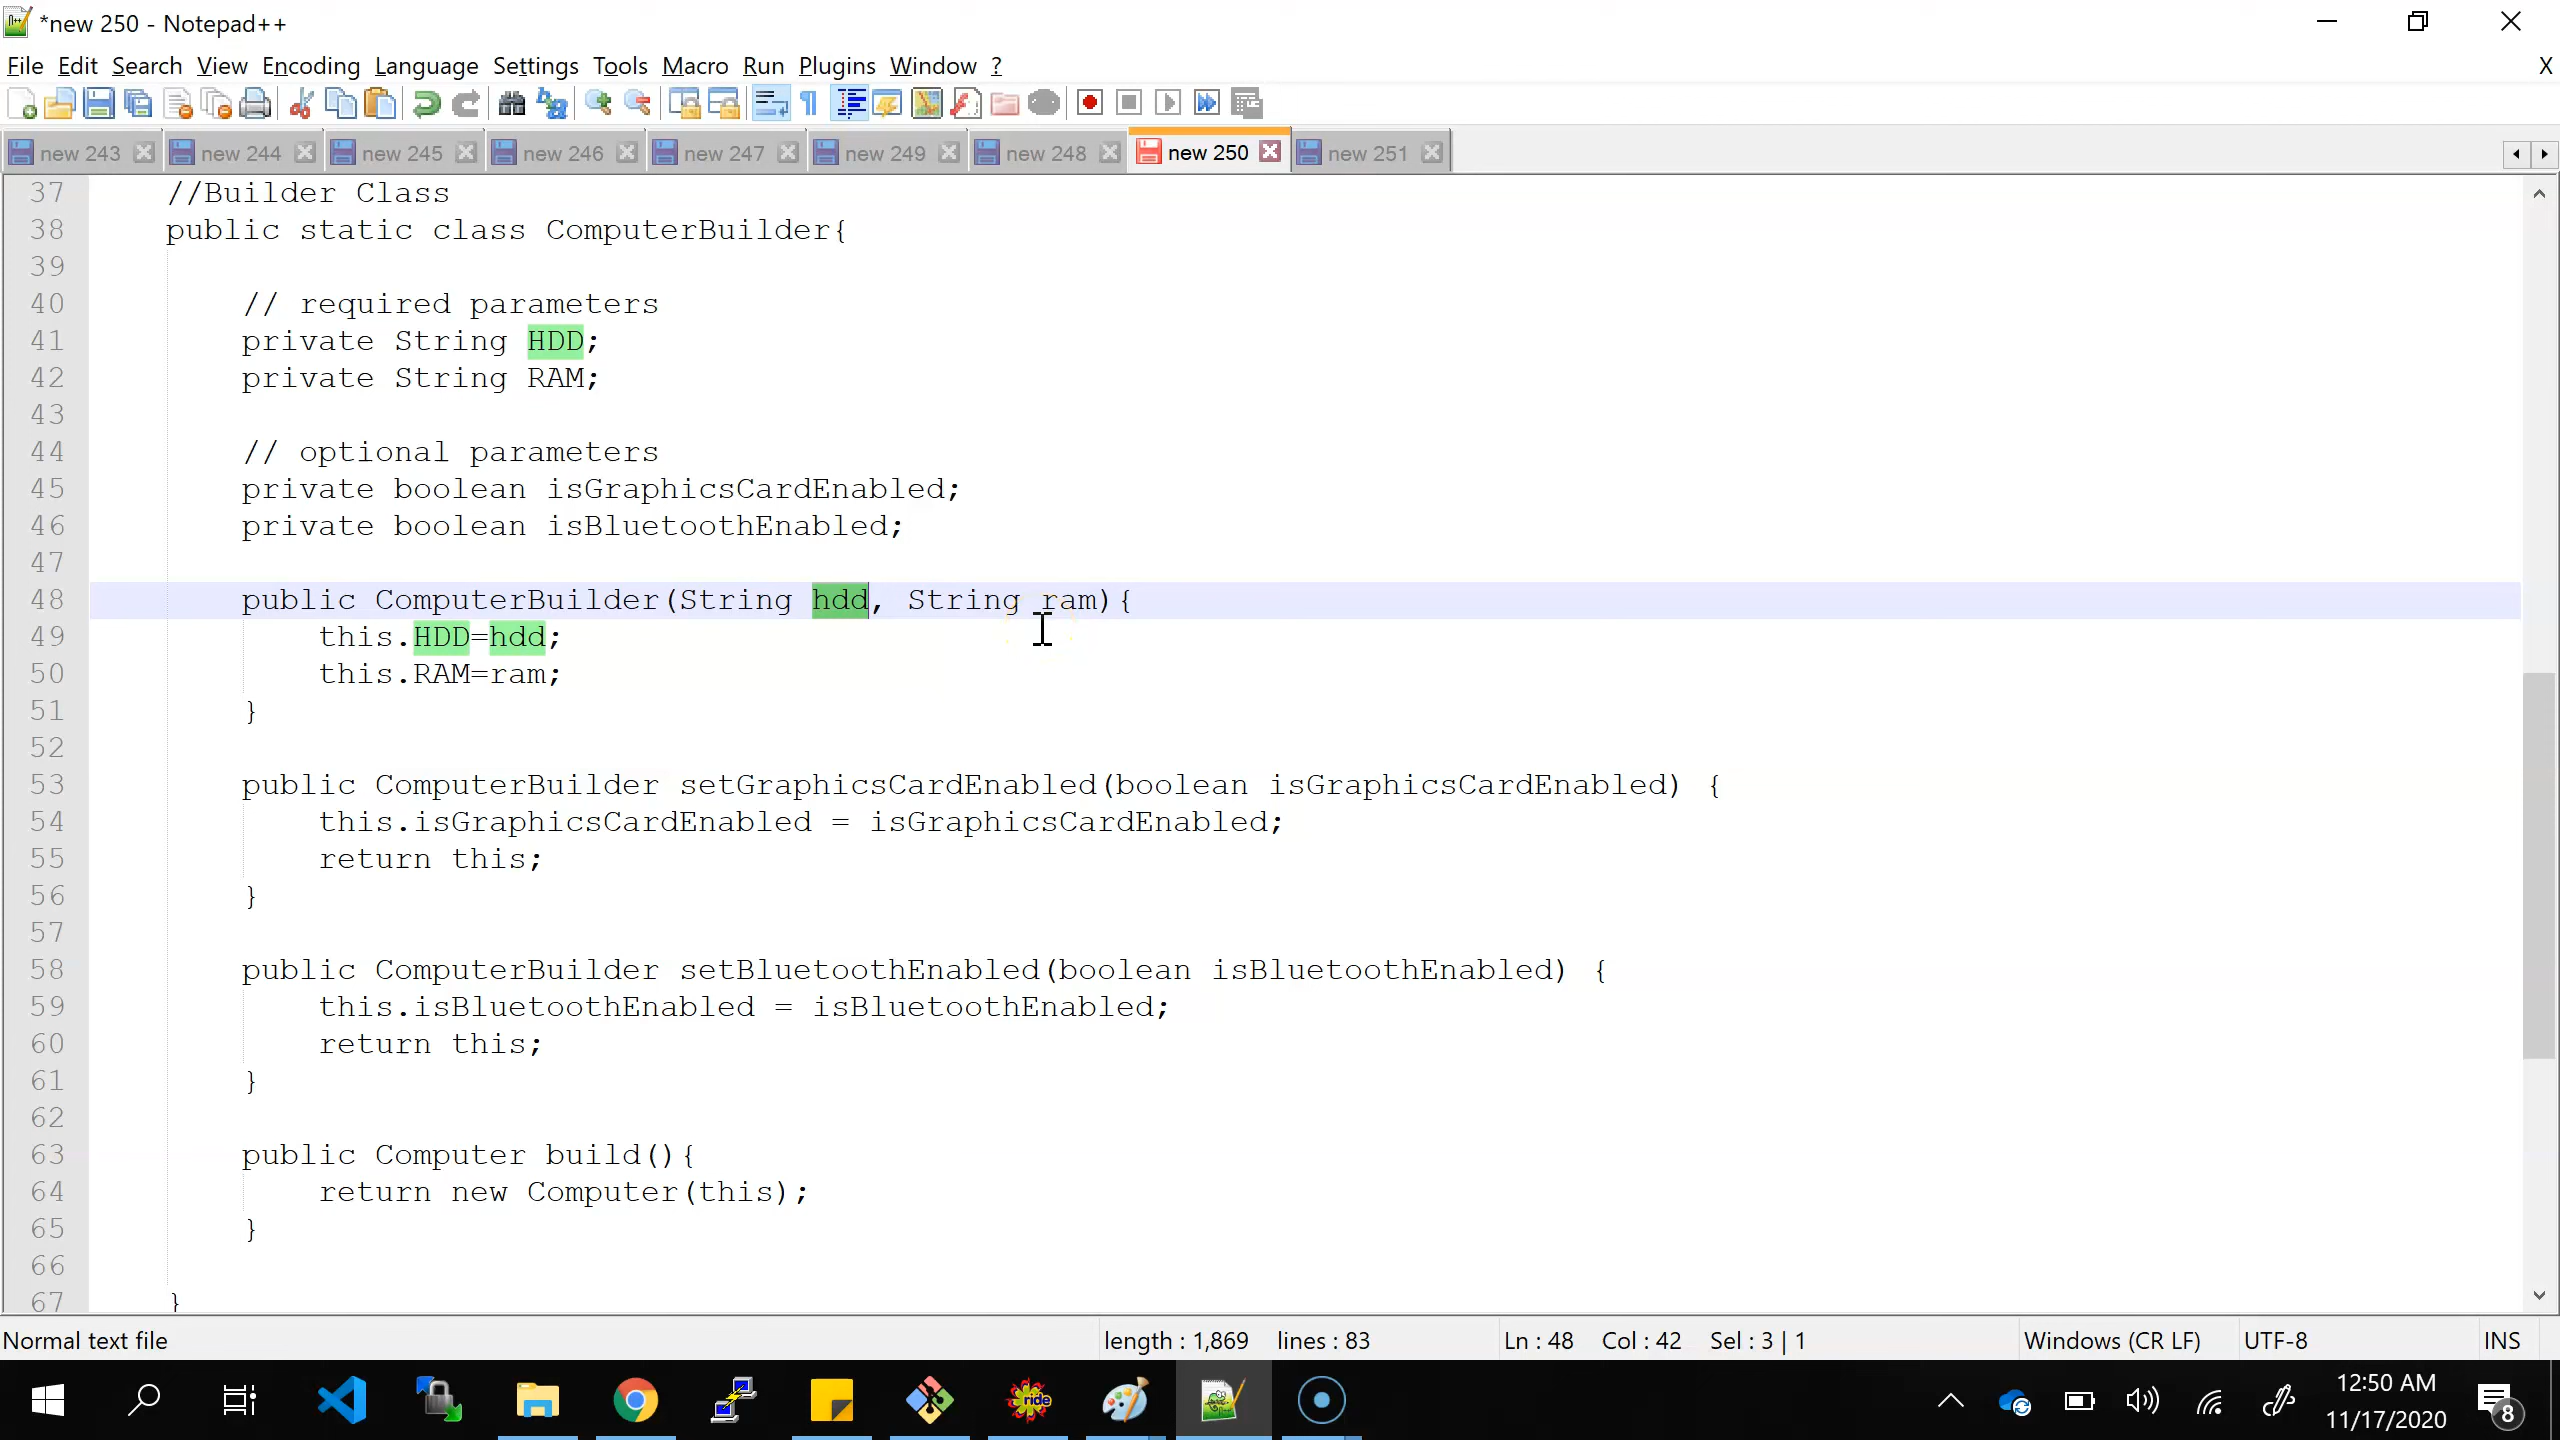 *new 250 - Notepad++
File Edit Search View Encoding Language Settings Tools Macro Run Plugins Window ? X
new 243 new 244 new 245 new 246 new 247 new 249 new 248 new 250 new 251
37 //Builder Class
38 public static class ComputerBuilder{
39
40 // required parameters
41 private String HDD;
42 private String RAM;
43
44 // optional parameters
45 private boolean isGraphicsCardEnabled;
46 private boolean isBluetoothEnabled;
47
48 public ComputerBuilder(String hdd, String ram){
49 this.HDD=hdd;
50 this.RAM=ram;
51 }
52
53 public ComputerBuilder setGraphicsCardEnabled(boolean isGraphicsCardEnabled) {
54 this.isGraphicsCardEnabled = isGraphicsCardEnabled;
55 return this;
56 }
57
58 public ComputerBuilder setBluetoothEnabled(boolean isBluetoothEnabled) {
59 this.isBluetoothEnabled = isBluetoothEnabled;
60 return this;
61 }
62
63 public Computer build(){
64 return new Computer(this);
65 }
66
67 }
Normal text file length : 1,869 lines : 83 Ln : 48 Col : 42 Sel : 3 | 1 Windows (CR LF) UTF-8 INS
ride
12:50 AM
11/17/2020
8